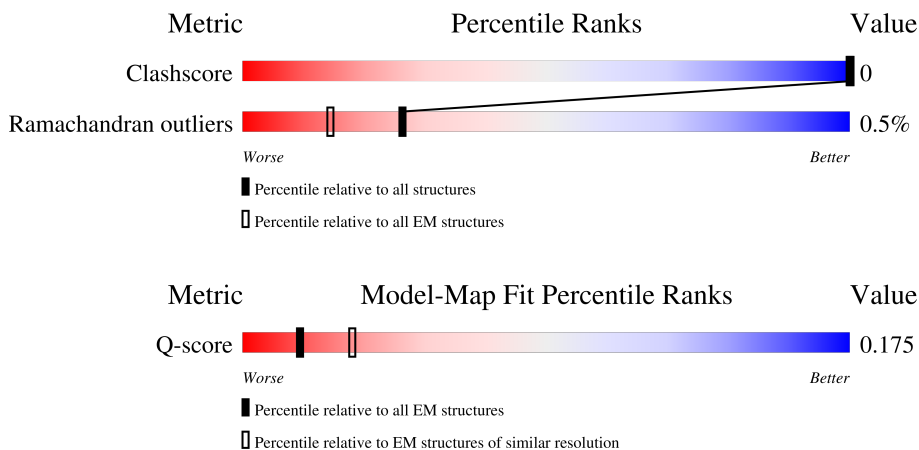 Metric Percentile Ranks Value
Clashscore 0
Ramachandran outliers 0.5%
Worse Better
Percentile relative to all structures
Percentile relative to all EM structures
Metric Model-Map Fit Percentile Ranks Value
Q-score 0.175
Worse Better
Percentile relative to all EM structures
Percentile relative to EM structures of similar resolution